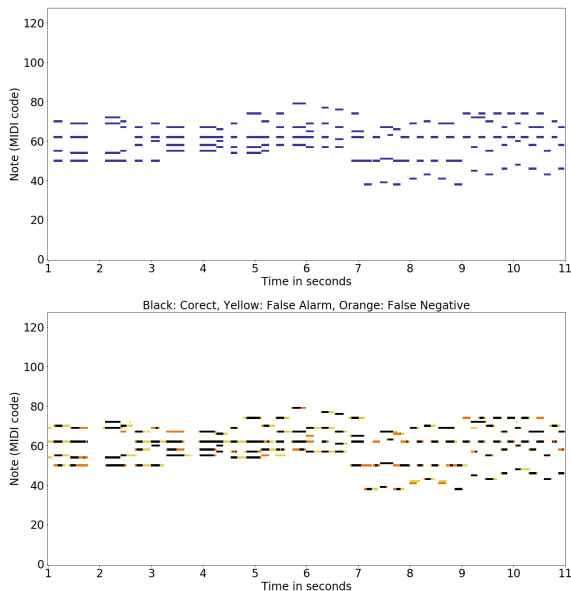 120
100
80
60
40
20
0
Note (MIDI code)
1 2 3 4 5 6 7 8 9 10 11
Time in seconds
Black: Corect, Yellow: False Alarm, Orange: False Negative
120
100
80
60
40
20
0
Note (MIDI code)
1 2 3 4 5 6 7 8 9 10 11
Time in seconds